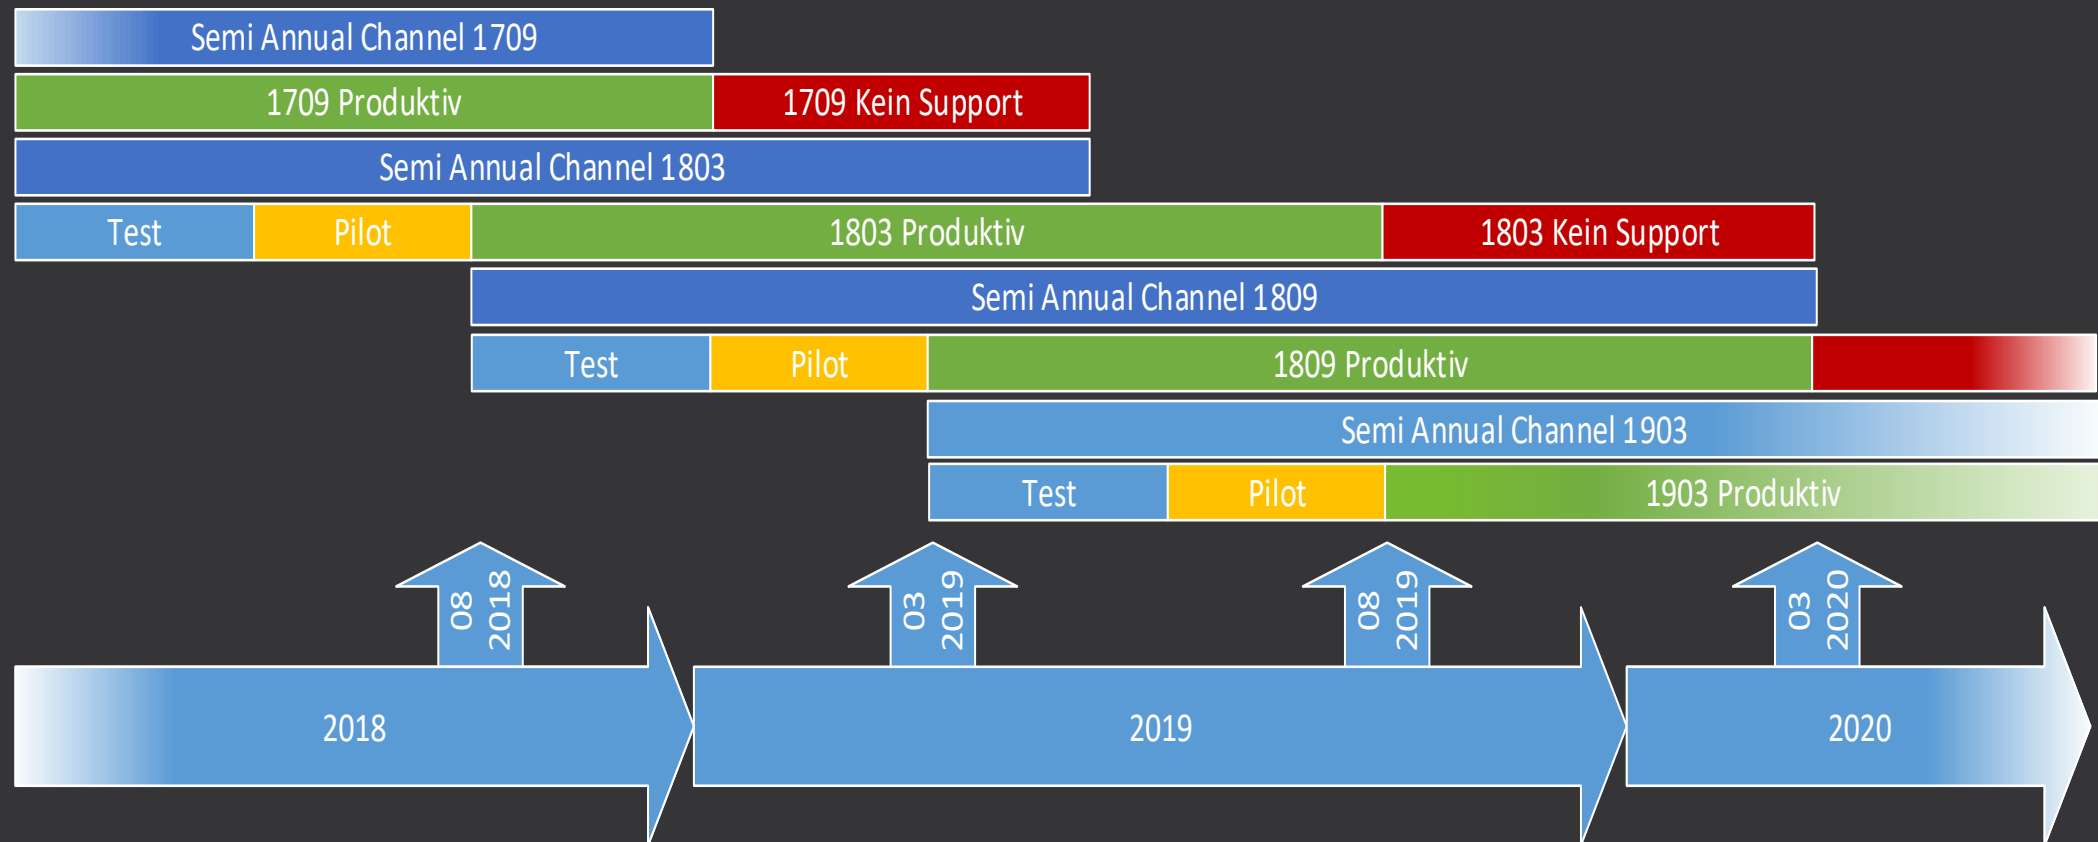 Semi Annual Channel 1709
1709 Produktiv
1709 Kein Support
Semi Annual Channel 1803
Test
Pilot
1803 Produktiv
1803 Kein Support
Semi Annual Channel 1809
Test
Pilot
1809 Produktiv
Semi Annual Channel 1903
Test
Pilot
1903 Produktiv
08
2018
03
2019
08
2019
03
2020
2018
2019
2020